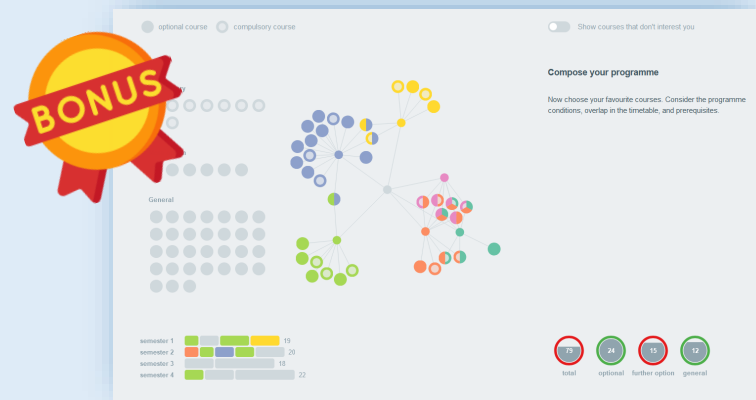 optional course compulsory course
Show courses that don't interest you
BONUS
Compose your programme
Now choose your favourite courses. Consider the programme
conditions, overlap in the timetable, and prerequisites.
General
semester 1 19
semester 2 20
semester 3 18
semester 4 22
79 24 15 12
total optional further option general